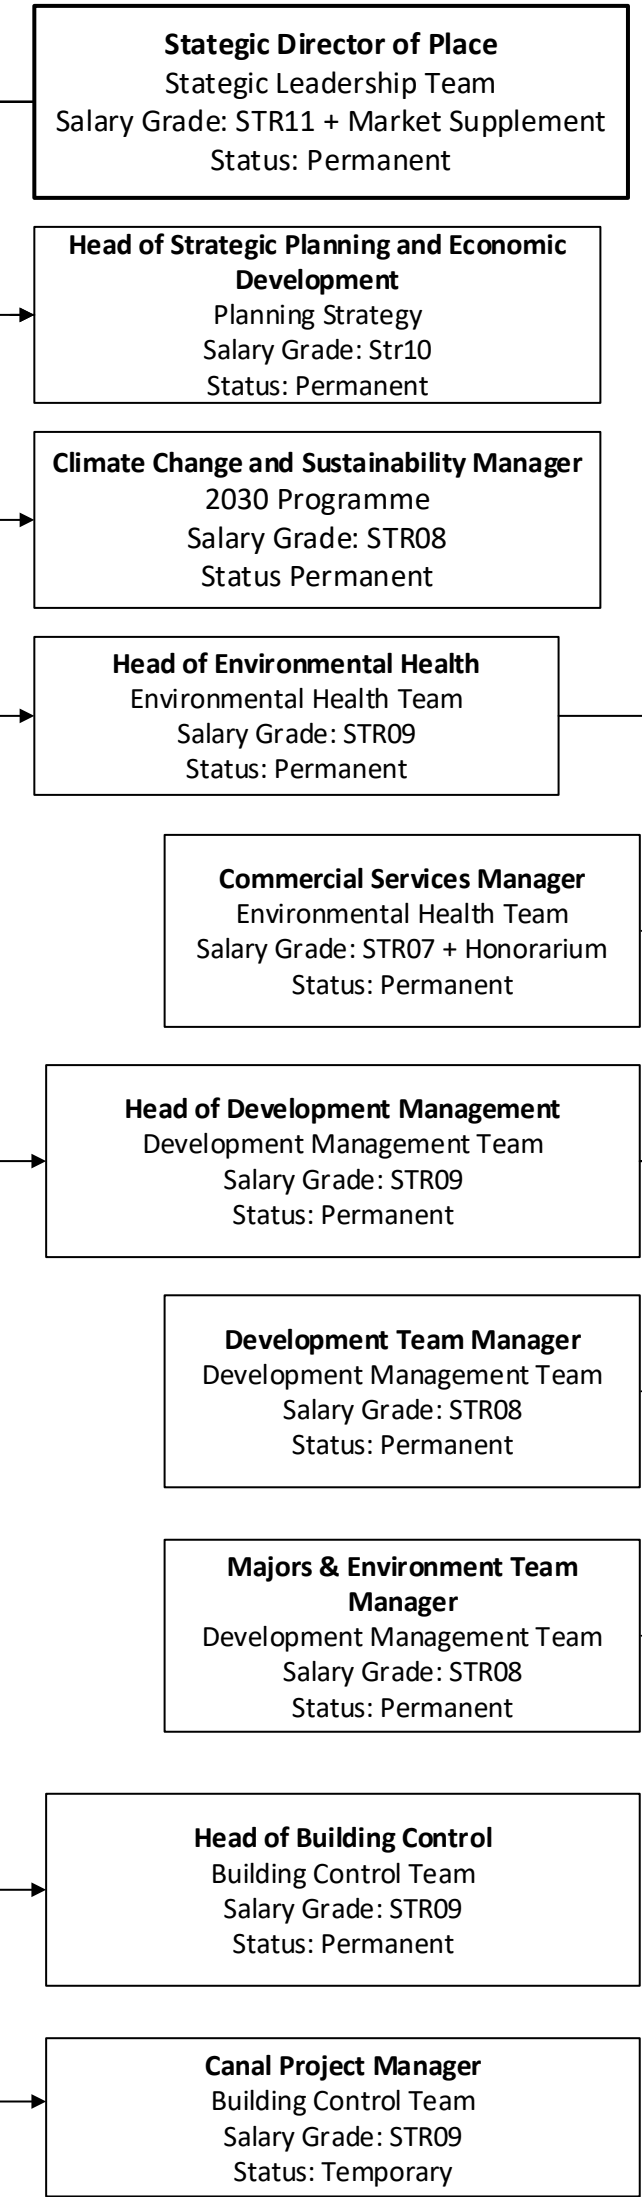 Stategic Director of Place
Stategic Leadership Team
Salary Grade: STR11 + Market Supplement
Status: Permanent
Head of Strategic Planning and Economic
Development
Planning Strategy
Salary Grade: Str10
Status: Permanent
Climate Change and Sustainability Manager
2030 Programme
Salary Grade: STR08
Status Permanent
Head of Environmental Health
Environmental Health Team
Salary Grade: STR09
Status: Permanent
Commercial Services Manager
Environmental Health Team
Salary Grade: STR07 + Honorarium
Status: Permanent
Head of Development Management
Development Management Team
Salary Grade: STR09
Status: Permanent
Development Team Manager
Development Management Team
Salary Grade: STR08
Status: Permanent
Majors & Environment Team
Manager
Development Management Team
Salary Grade: STR08
Status: Permanent
Head of Building Control
Building Control Team
Salary Grade: STR09
Status: Permanent
Canal Project Manager
Building Control Team
Salary Grade: STR09
Status: Temporary